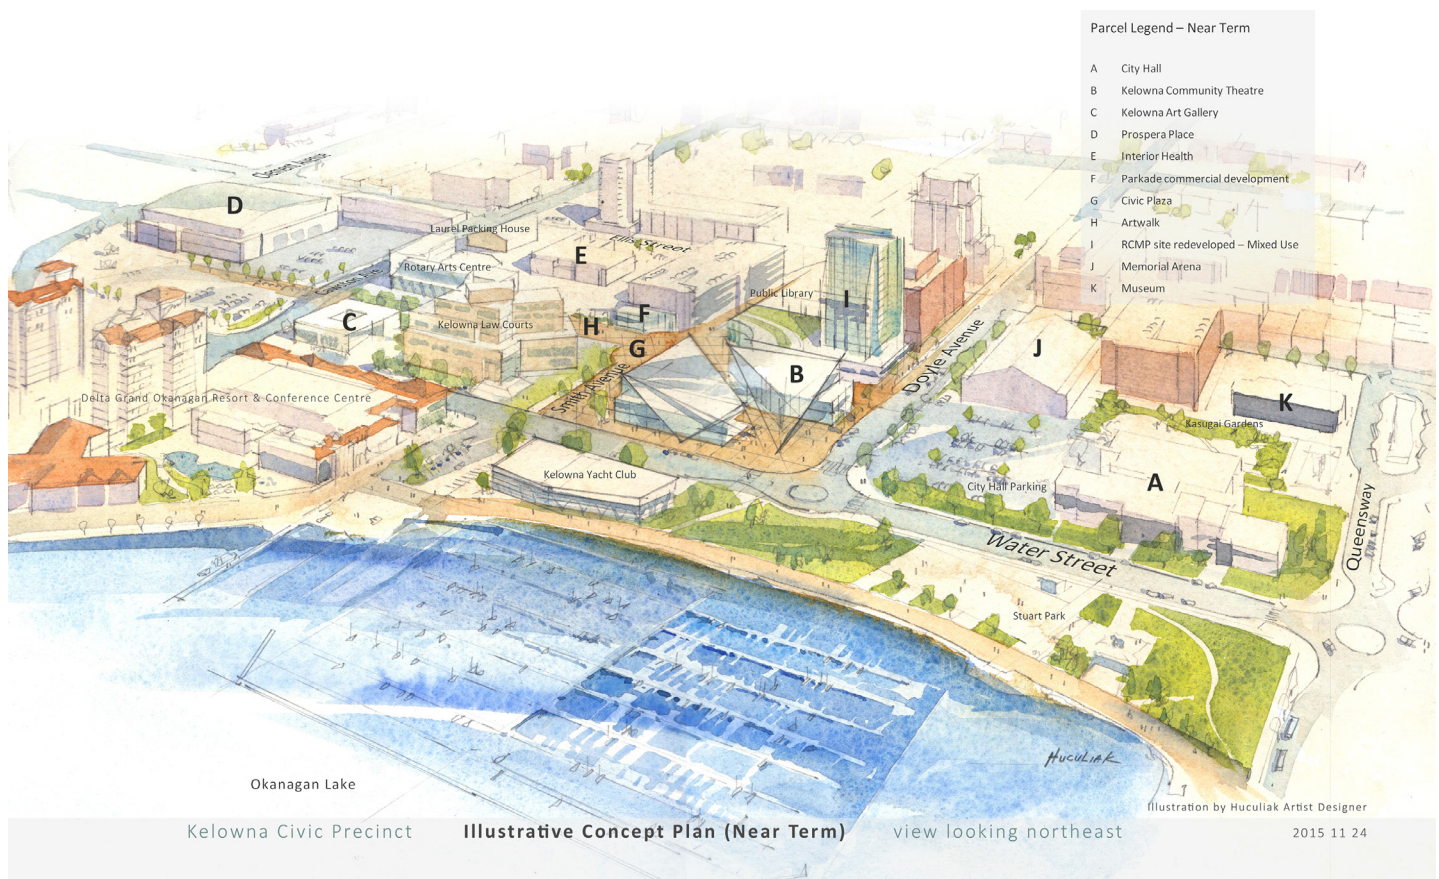 Parcel Legend – Near Term
A City Hall
B Kelowna Community Theatre
C Kelowna Art Gallery
D Prospera Place
E Interior Health
F Parkade commercial development
G Civic Plaza
H Artwalk
I RCMP site redeveloped – Mixed Use
J Memorial Arena
K Museum
D
Laurel Packing House
Ellis Street
E
Rotary Arts Centre
Public Library
I
C
Kelowna Law Courts
H
F
G
J
B
Smith Avenue
Doyle Avenue
Delta Grand Okanagan Resort & Conference Centre
K
Kasugai Gardens
Kelowna Yacht Club
City Hall Parking
A
Queensway
Water Street
Stuart Park
HUCULIAK
Okanagan Lake
Illustration by Huculiak Artist Designer
Kelowna Civic Precinct Illustrative Concept Plan (Near Term) view looking northeast 2015 11 24